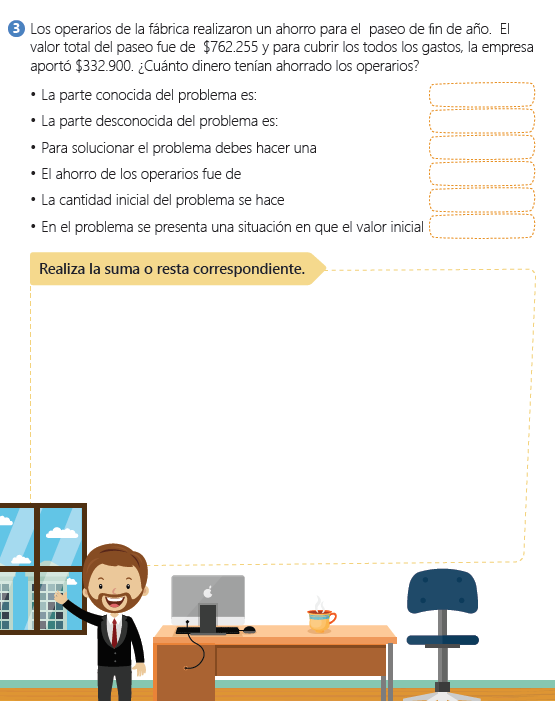 3 Los operarios de la fábrica realizaron un ahorro para el paseo de fin de año. El
valor total del paseo fue de $762.255 y para cubrir los todos los gastos, la empresa
aportó $332.900. ¿Cuánto dinero tenían ahorrado los operarios?
• La parte conocida del problema es:
• La parte desconocida del problema es:
• Para solucionar el problema debes hacer una
• El ahorro de los operarios fue de
• La cantidad inicial del problema se hace
• En el problema se presenta una situación en que el valor inicial
Realiza la suma o resta correspondiente.